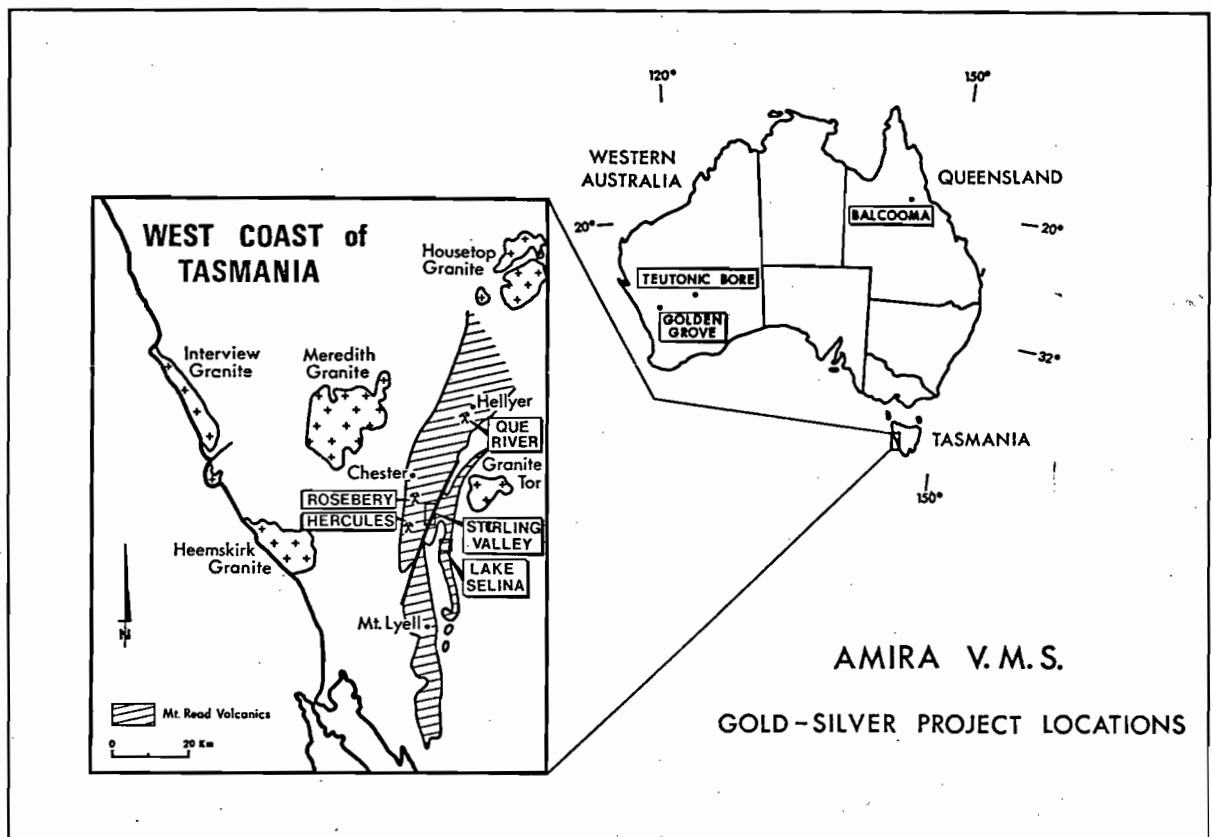 WEST COAST of
TASMANIA
Housetop
Granite
Interview
Granite
Meredith
Granite
Hellyer
QUE
RIVER
Granite
Tor
Chester
ROSEBERY
HERCULES
STIRLING
VALLEY
LAKE
SELINA
Heemskirk
Granite
Mt. Lyell
N
Mt. Read Volcanics
0 20 Km
120° 150°
WESTERN
AUSTRALIA
QUEENSLAND
BALCOOMA
20° 20°
TEUTONIC BORE
GOLDEN
GROVE
32°
TASMANIA
150°
AMIRA V. M. S.
GOLD-SILVER PROJECT LOCATIONS